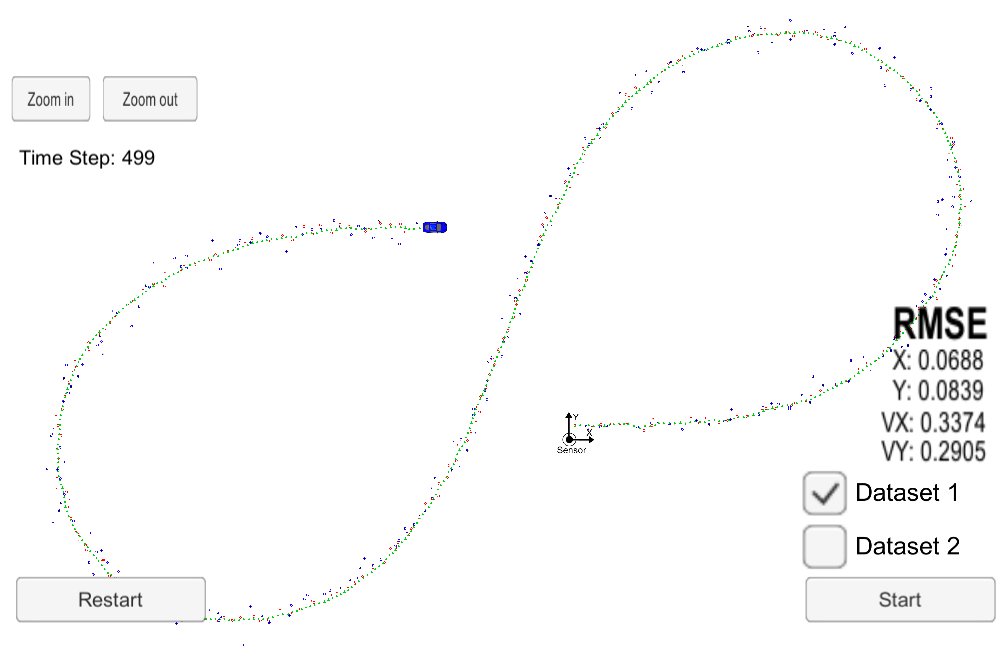 Zoom in
Zoom out
Time Step: 499
RMSE
X: 0.0688
Y: 0.0839
VX: 0.3374
VY: 0.2905
Y
X
Sensor
Dataset 1
Dataset 2
Restart
Start